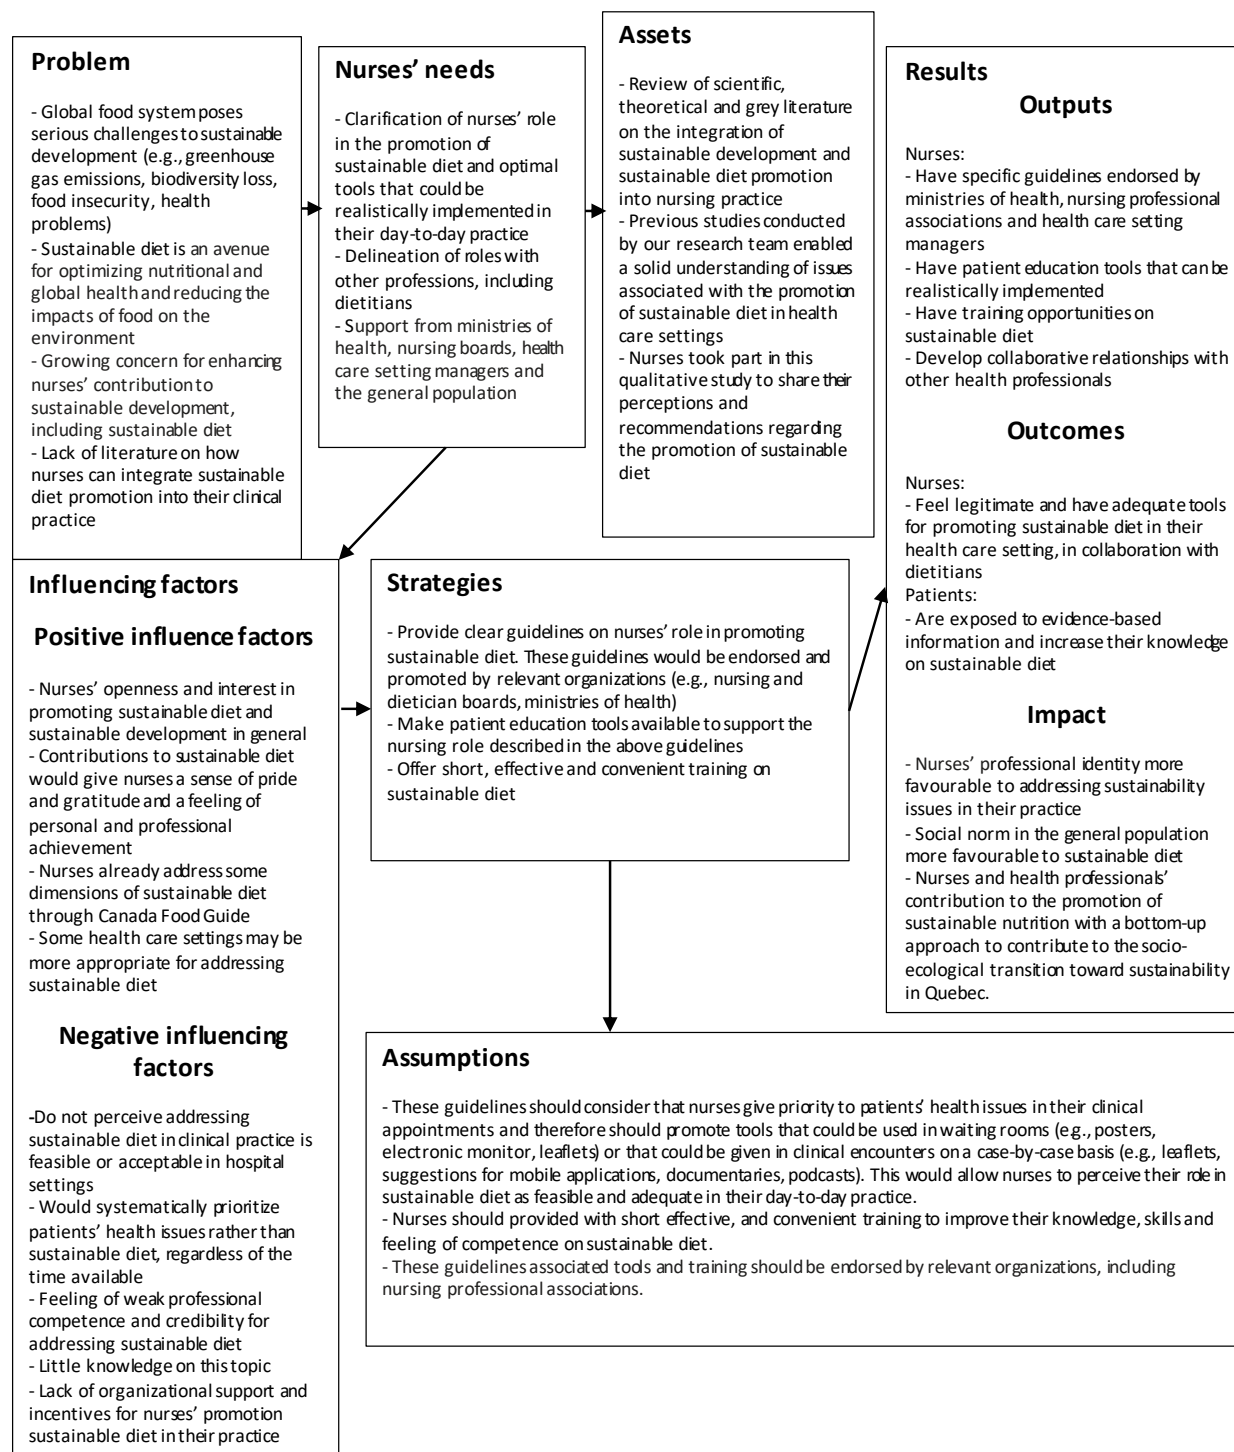 Problem
- Global food system poses
serious challenges to sustainable
development (e.g., greenhouse
gas emissions, biodiversity loss,
food insecurity, health
problems)
- Sustainable diet is an avenue
for optimizing nutritional and
global health and reducing the
impacts of food on the
environment
- Growing concern for enhancing
nurses’ contribution to
sustainable development,
including sustainable diet
- Lack of literature on how
nurses can integrate sustainable
diet promotion into their clinical
practice
Nurses’ needs
- Clarification of nurses’ role
in the promotion of
sustainable diet and optimal
tools that could be
realistically implemented in
their day-to-day practice
- Delineation of roles with
other professions, including
dietitians
- Support from ministries of
health, nursing boards, health
care setting managers and
the general population
Assets
- Review of scientific,
theoretical and grey literature
on the integration of
sustainable development and
sustainable diet promotion
into nursing practice
- Previous studies conducted
by our research team enabled
a solid understanding of issues
associated with the promotion
of sustainable diet in health
care settings
- Nurses took part in this
qualitative study to share their
perceptions and
recommendations regarding
the promotion of sustainable
diet
Results
Outputs
Nurses:
- Have specific guidelines endorsed by
ministries of health, nursing professional
associations and health care setting
managers
- Have patient education tools that can be
realistically implemented
- Have training opportunities on
sustainable diet
- Develop collaborative relationships with
other health professionals
Outcomes
Nurses:
- Feel legitimate and have adequate tools
for promoting sustainable diet in their
health care setting, in collaboration with
dietitians
Patients:
- Are exposed to evidence-based
information and increase their knowledge
on sustainable diet
Impact
- Nurses’ professional identity more
favourable to addressing sustainability
issues in their practice
- Social norm in the general population
more favourable to sustainable diet
- Nurses and health professionals’
contribution to the promotion of
sustainable nutrition with a bottom-up
approach to contribute to the socio-
ecological transition toward sustainability
in Quebec.
Influencing factors
Positive influence factors
- Nurses’ openness and interest in
promoting sustainable diet and
sustainable development in general
- Contributions to sustainable diet
would give nurses a sense of pride
and gratitude and a feeling of
personal and professional
achievement
- Nurses already address some
dimensions of sustainable diet
through Canada Food Guide
- Some health care settings may be
more appropriate for addressing
sustainable diet
Negative influencing
factors
-Do not perceive addressing
sustainable diet in clinical practice is
feasible or acceptable in hospital
settings
- Would systematically prioritize
patients’ health issues rather than
sustainable diet, regardless of the
time available
- Feeling of weak professional
competence and credibility for
addressing sustainable diet
- Little knowledge on this topic
- Lack of organizational support and
incentives for nurses’ promotion
sustainable diet in their practice
Strategies
- Provide clear guidelines on nurses’ role in promoting
sustainable diet. These guidelines would be endorsed and
promoted by relevant organizations (e.g., nursing and
dietician boards, ministries of health)
- Make patient education tools available to support the
nursing role described in the above guidelines
- Offer short, effective and convenient training on
sustainable diet
Assumptions
- These guidelines should consider that nurses give priority to patients’ health issues in their clinical
appointments and therefore should promote tools that could be used in waiting rooms (e.g., posters,
electronic monitor, leaflets) or that could be given in clinical encounters on a case-by-case basis (e.g., leaflets,
suggestions for mobile applications, documentaries, podcasts). This would allow nurses to perceive their role in
sustainable diet as feasible and adequate in their day-to-day practice.
- Nurses should provided with short effective, and convenient training to improve their knowledge, skills and
feeling of competence on sustainable diet.
- These guidelines associated tools and training should be endorsed by relevant organizations, including
nursing professional associations.